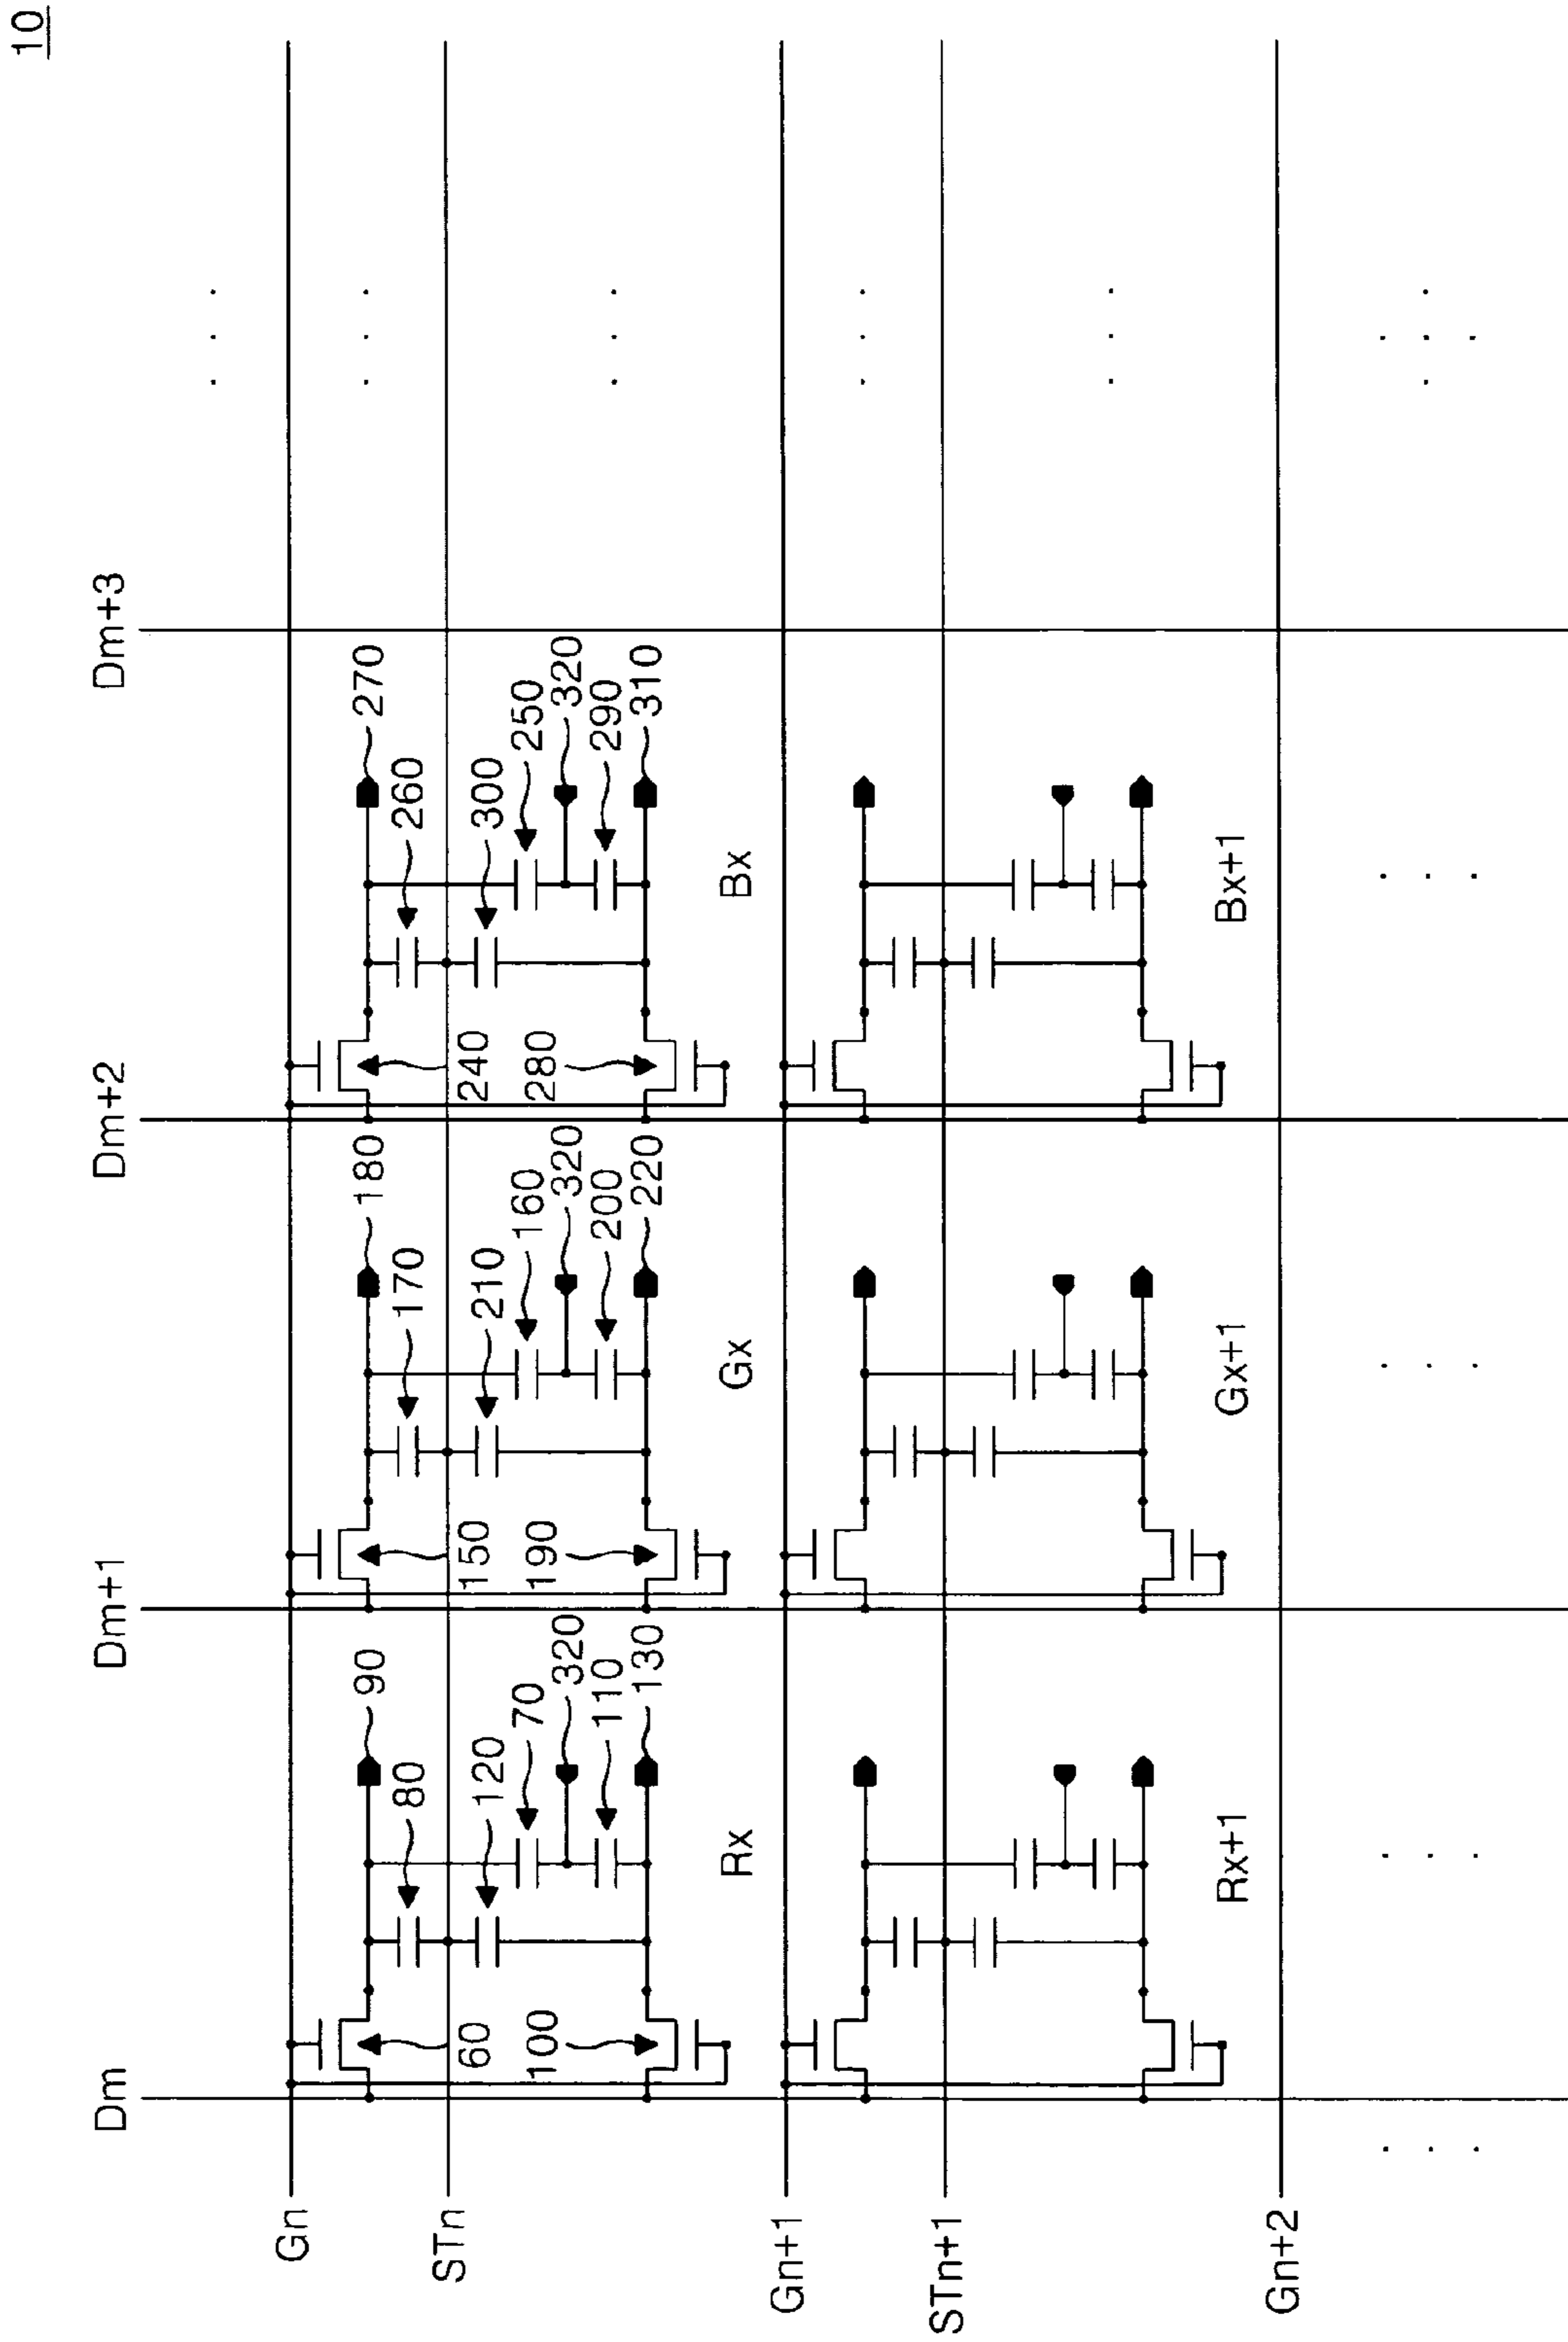 10
Dm Dm+1 Dm+2 Dm+3
Gn
90 180 270
80 170 260
STn
60 120 150 210 240 300
100 70 190 160 280 250
320 320 320
110 200 290
130 220 310
Rx Gx Bx
Gn+1
STn+1
Rx+1 Gx+1 Bx+1
Gn+2